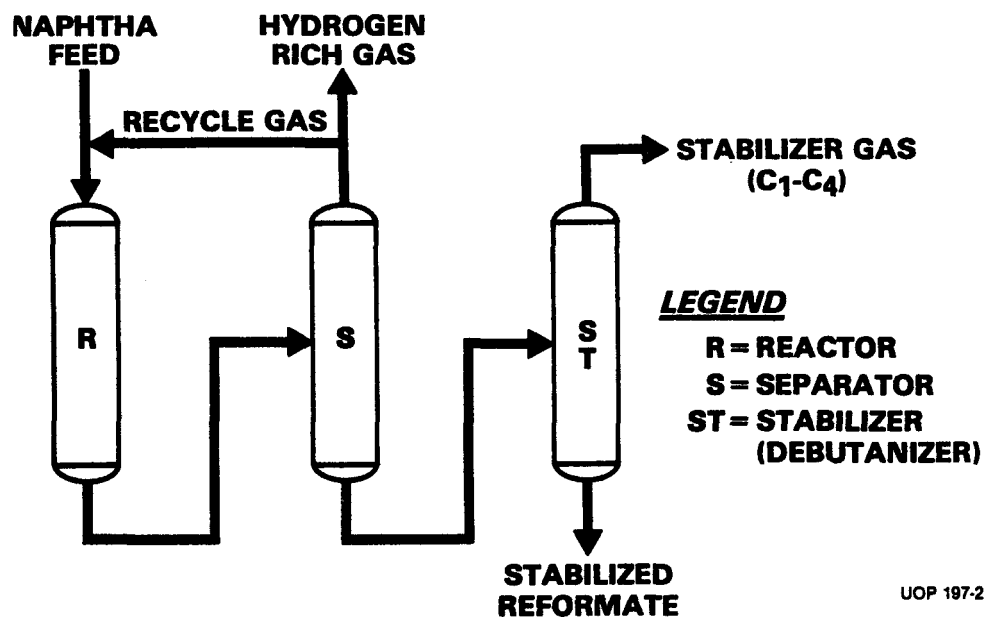 NAPHTHA
FEED
HYDROGEN
RICH GAS
RECYCLE GAS
STABILIZER GAS
(C1-C4)
R
S
S
T
LEGEND
R = REACTOR
S = SEPARATOR
ST = STABILIZER
(DEBUTANIZER)
STABILIZED
REFORMATE
UOP 197-2